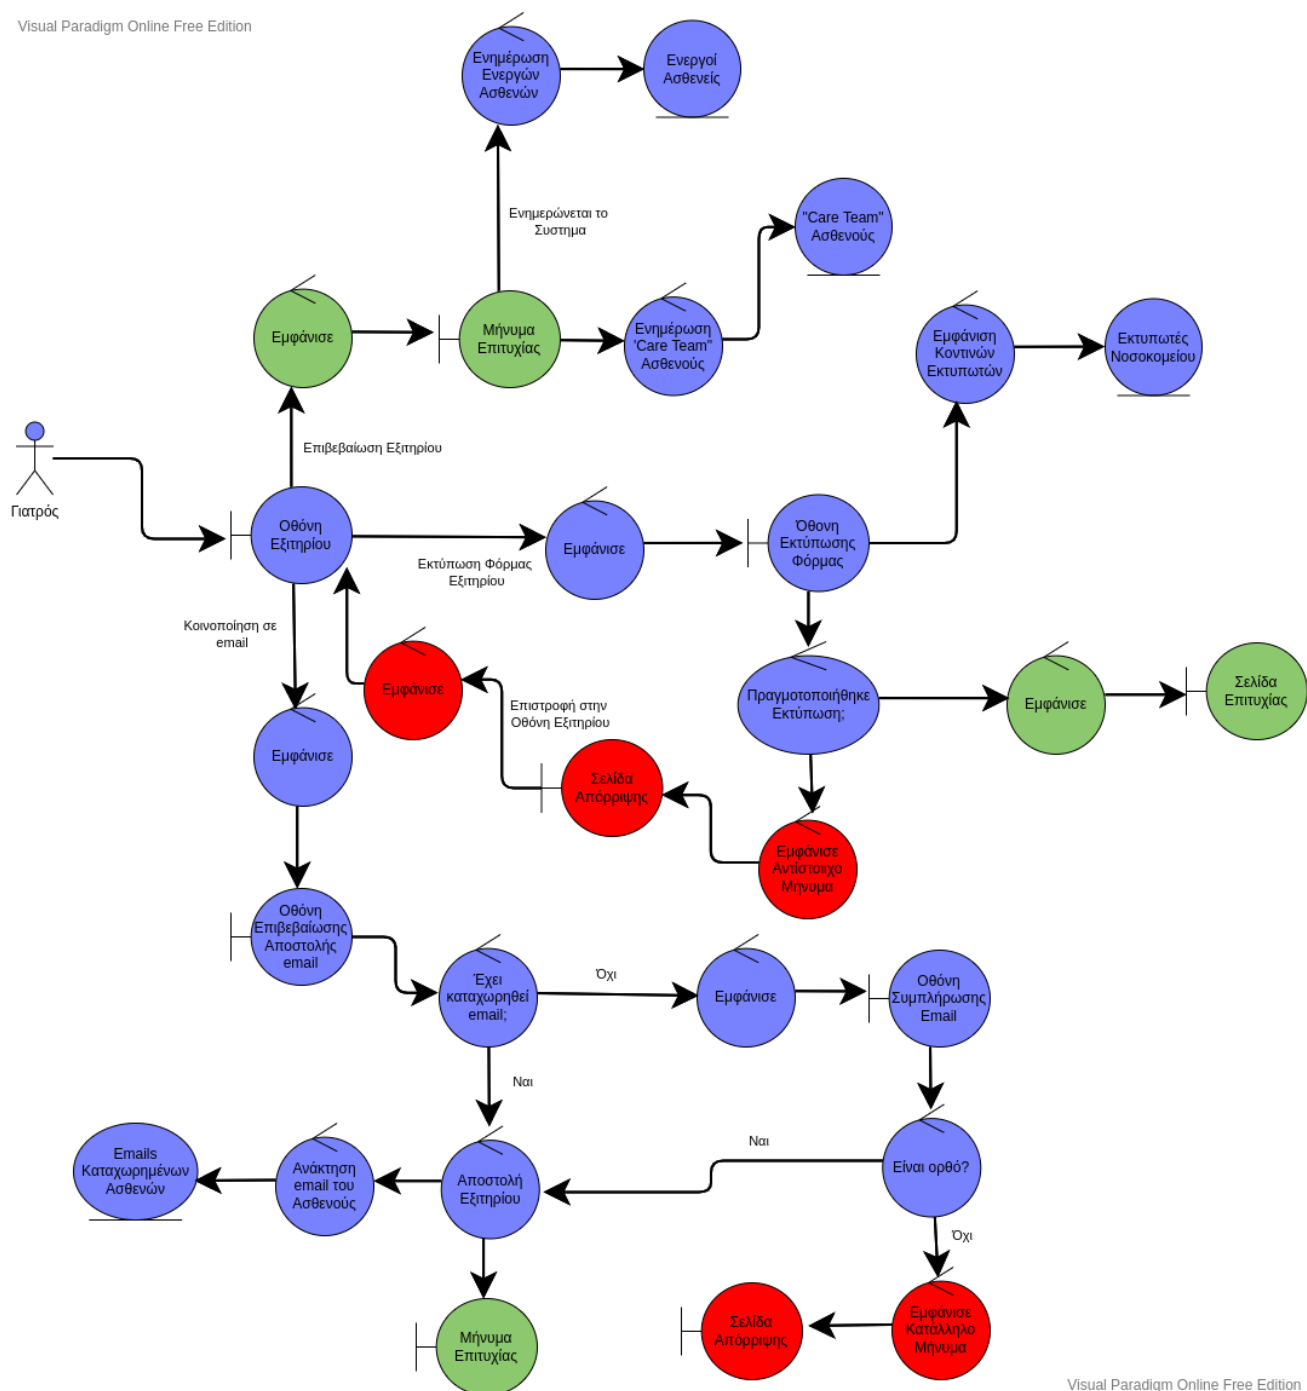 Visual Paradigm Online Free Edition
Ενημέρωση
Ενεργών
Ασθενών
Ενεργοί
Ασθενείς
Ενημερώνεται το
Συστημα
"Care Team"
Ασθενούς
Εμφάνισε
Μήνυμα
Επιτυχίας
Ενημέρωση
'Care Team"
Ασθενούς
Εμφάνιση
Κοντινών
Εκτυπωτών
Εκτυπωτές
Νοσοκομείου
Επιβεβαίωση Εξιτηρίου
Γιατρός
Οθόνη
Εξιτηρίου
Εκτύπωση Φόρμας
Εξιτηρίου
Εμφάνισε
Όθονη
Εκτύπωσης
Φόρμας
Κοινοποίηση σε
email
Εμφάνισε
Επιστροφή στην
Οθόνη Εξιτηρίου
Πραγμοτοποιήθηκε
Εκτύπωση;
Εμφάνισε
Σελίδα
Επιτυχίας
Εμφάνισε
Σελίδα
Απόρριψης
Εμφάνισε
Αντίστοιχο
Μήνυμα
Οθόνη
Επιβεβαίωσης
Αποστολής
email
Έχει
καταχωρηθεί
email;
Όχι
Εμφάνισε
Οθόνη
Συμπλήρωσης
Email
Ναι
Ναι
Emails
Καταχωρημένων
Ασθενών
Ανάκτηση
email του
Ασθενούς
Αποστολή
Εξιτηρίου
Είναι ορθό?
Όχι
Μήνυμα
Επιτυχίας
Σελίδα
Απόρριψης
Εμφάνισε
Κατάλληλο
Μήνυμα
Visual Paradigm Online Free Edition